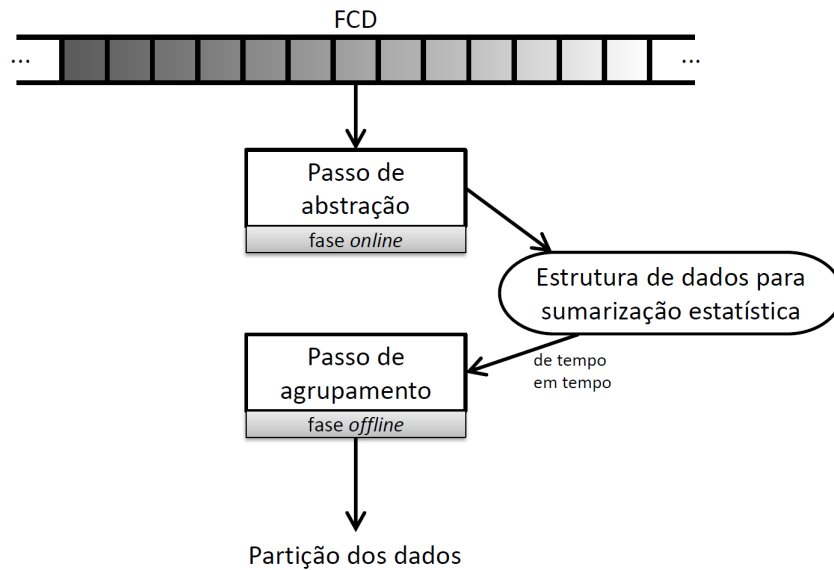 FCD
... ...
Passo de
abstração
fase online
Estrutura de dados para
sumarização estatística
de tempo
em tempo
Passo de
agrupamento
fase offline
Partição dos dados